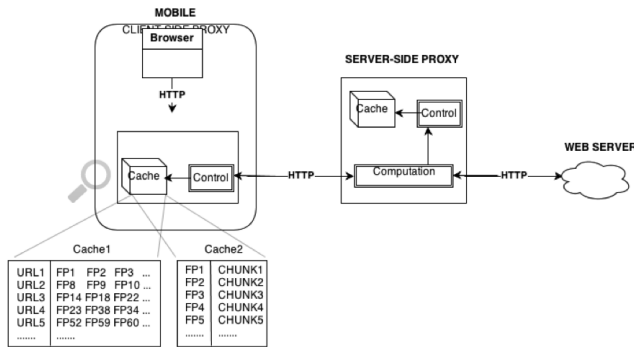 MOBILE
CLIENT SIDE PROXY
Browser
HTTP
SERVER-SIDE PROXY
Cache
Control
Computation
WEB SERVER
Cache
Control
HTTP
HTTP
Cache1
URL1 FP1 FP2 FP3 ...
URL2 FP8 FP9 FP10 ...
URL3 FP14 FP18 FP22 ...
URL4 FP23 FP38 FP34 ...
URL5 FP52 FP59 FP60 ...
....... .......
Cache2
FP1 CHUNK1
FP2 CHUNK2
FP3 CHUNK3
FP4 CHUNK4
FP5 CHUNK5
....... .......